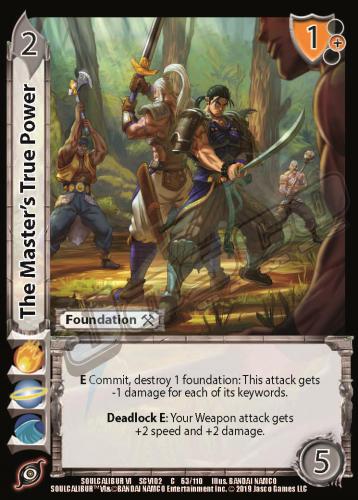 2
1
+
The Master's True Power
Foundation
E Commit, destroy 1 foundation: This attack gets
-1 damage for each of its keywords.
Deadlock E: Your Weapon attack gets
+2 speed and +2 damage.
5
SOULCALIBUR VI SCVI02 C 63/110 Illus. BANDAI NAMCO
SOULCALIBUR™VI&©BANDAI NAMCO Entertainment Inc. © 2019 Jasco Games LLC